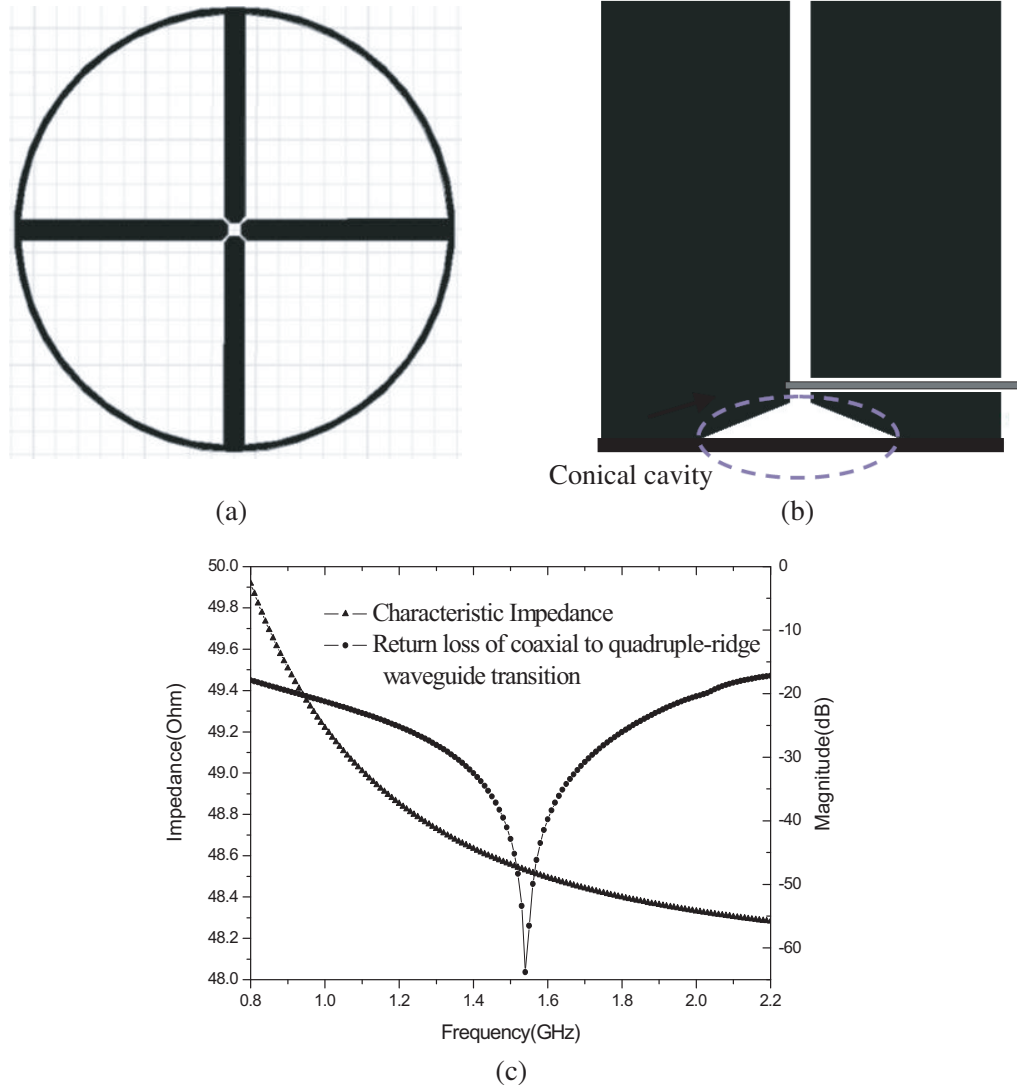 (a)
Conical cavity
(b)
50.0
49.8
49.6
49.4
49.2
49.0
48.8
48.6
48.4
48.2
48.0
Impedance(Ohm)
Characteristic Impedance
Return loss of coaxial to quadruple-ridge
waveguide transition
0
-10
-20
-30
-40
-50
-60
Magnitude(dB)
0.8 1.0 1.2 1.4 1.6 1.8 2.0 2.2
Frequency(GHz)
(c)